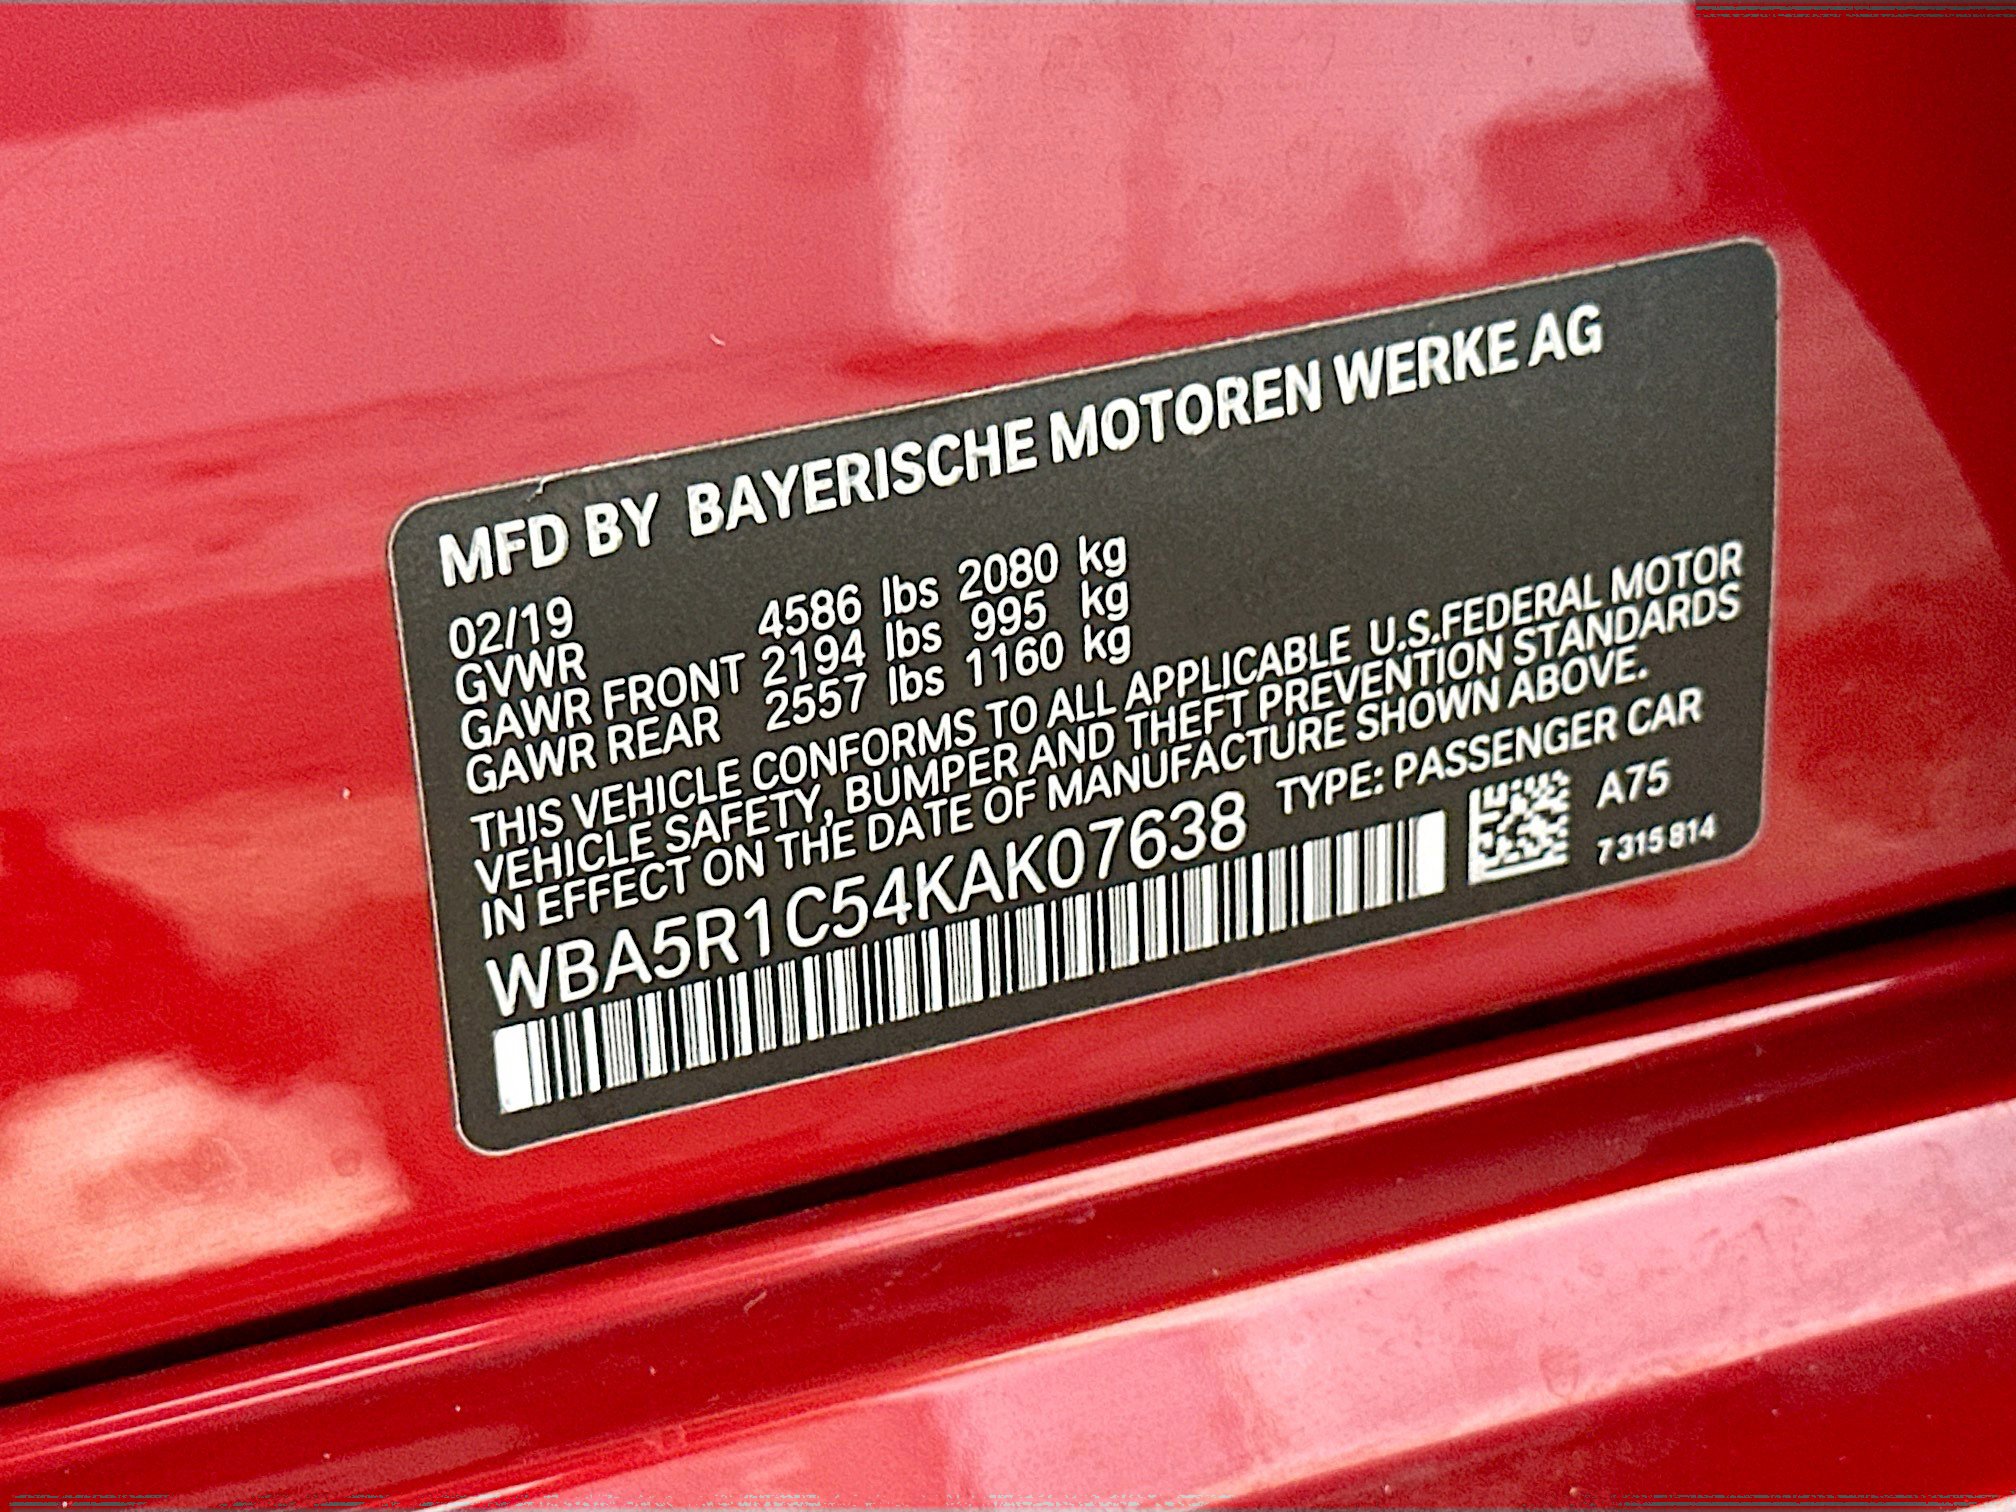 MFD BY BAYERISCHE MOTOREN WERKE AG
02/19
GVWR 4586 lbs 2080 kg
GAWR FRONT 2194 lbs 995 kg
GAWR REAR 2557 lbs 1160 kg
THIS VEHICLE CONFORMS TO ALL APPLICABLE U.S.FEDERAL MOTOR
VEHICLE SAFETY, BUMPER AND THEFT PREVENTION STANDARDS
IN EFFECT ON THE DATE OF MANUFACTURE SHOWN ABOVE.
WBA5R1C54KAK07638 TYPE: PASSENGER CAR
A75
7 315 814